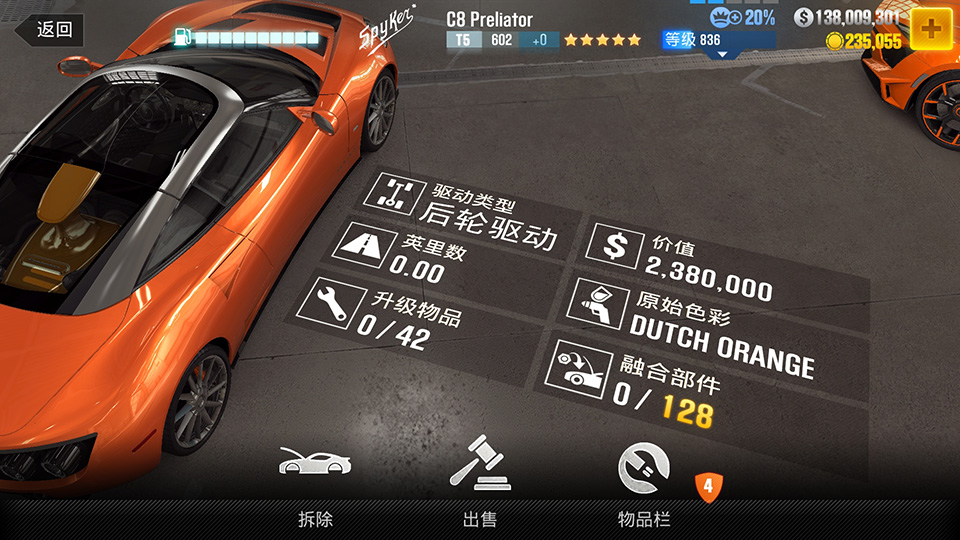 返回
Spyker
C8 Preliator
T5 602 +0
等级 836
20%
138,009,301
235,055
驱动类型
后轮驱动
英里数
0.00
升级物品
0/42
价值
2,380,000
原始色彩
DUTCH ORANGE
融合部件
0/128
拆除
出售
物品栏
4